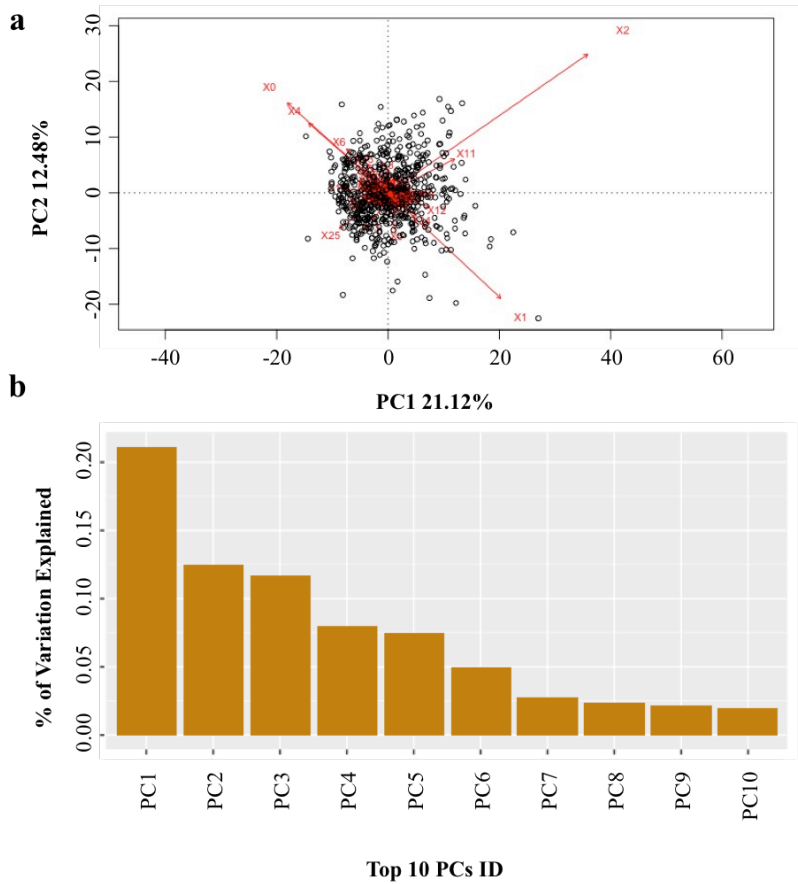 a
30
20
10
0
-10
-20
PC2 12.48%
X2
X0
X4
X6
X11
X12
X25
X1
-40
-20
0
20
40
60
PC1 21.12%
b
0.20
0.15
0.10
0.05
0.00
% of Variation Explained
PC1
PC2
PC3
PC4
PC5
PC6
PC7
PC8
PC9
PC10
Top 10 PCs ID